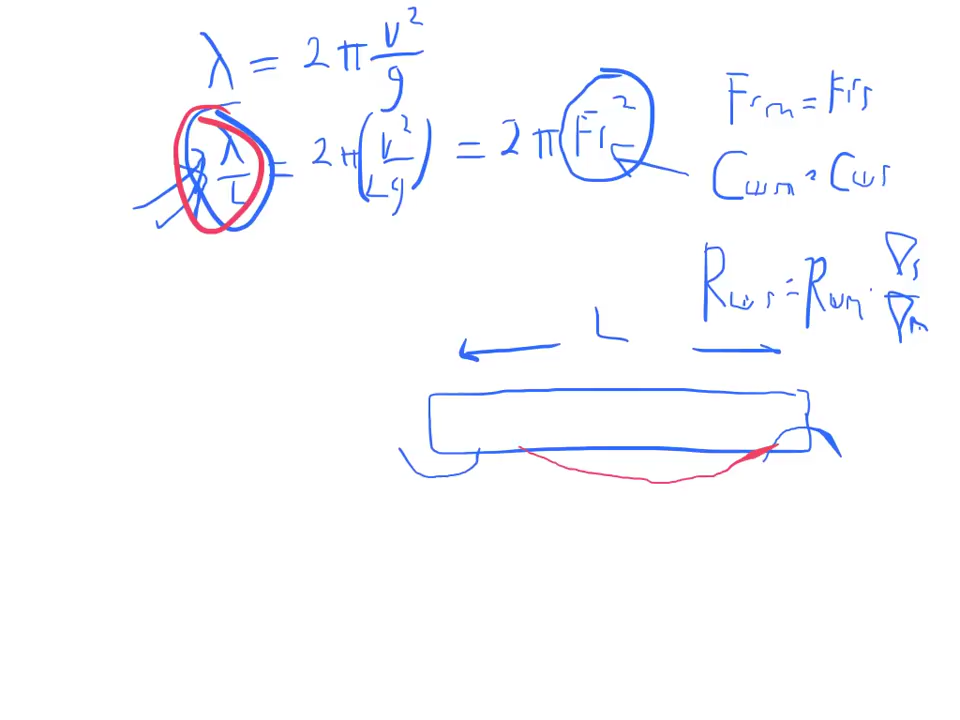 λ = 2π v²/g
λ/L = 2π(v²/Lg) = 2π Fr²
Frm = Frs
Cwm = Cws
Rws = Rwm · ∇s/∇m
L